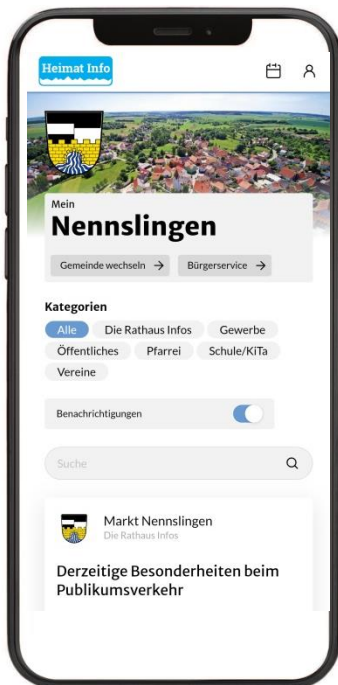 Heimat Info
Mein
Nennslingen
Gemeinde wechseln → Bürgerservice →
Kategorien
Alle Die Rathaus Infos Gewerbe
Öffentliches Pfarrei Schule/KiTa
Vereine
Benachrichtigungen
Suche
Markt Nennslingen
Die Rathaus Infos
Derzeitige Besonderheiten beim
Publikumsverkehr